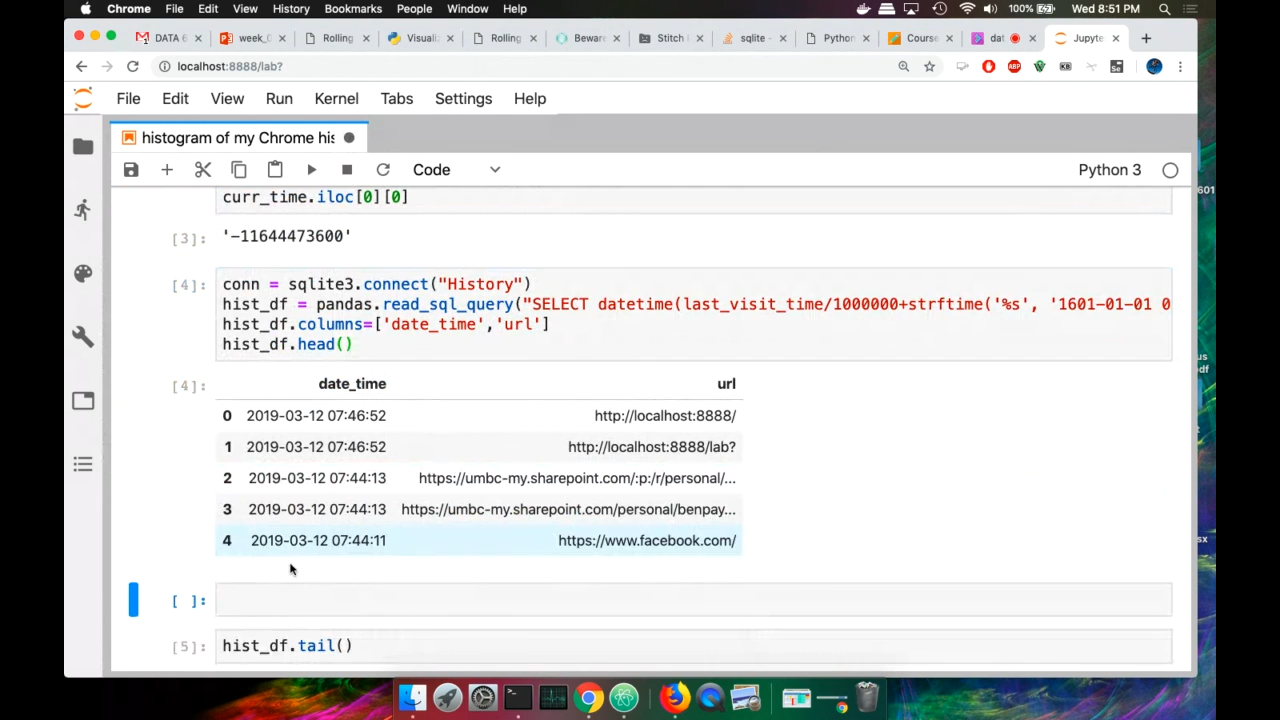 Chrome File Edit View History Bookmarks People Window Help 100% Wed 8:51 PM
DATA 6 week_0 Rolling Visuali Rolling Beware Stitch sqlite - Python Course dat Jupyte
localhost:8888/lab? ABP KB Se
File Edit View Run Kernel Tabs Settings Help
histogram of my Chrome his
Code Python 3
curr_time.iloc[0][0]
[3]: '-11644473600'
[4]: conn = sqlite3.connect("History")
hist_df = pandas.read_sql_query("SELECT datetime(last_visit_time/1000000+strftime('%s', '1601-01-01 0
hist_df.columns=['date_time','url']
hist_df.head()
[4]: date_time url
0 2019-03-12 07:46:52 http://localhost:8888/
1 2019-03-12 07:46:52 http://localhost:8888/lab?
2 2019-03-12 07:44:13 https://umbc-my.sharepoint.com/:p:/r/personal/...
3 2019-03-12 07:44:13 https://umbc-my.sharepoint.com/personal/benpay...
4 2019-03-12 07:44:11 https://www.facebook.com/
[ ]:
[5]: hist_df.tail()